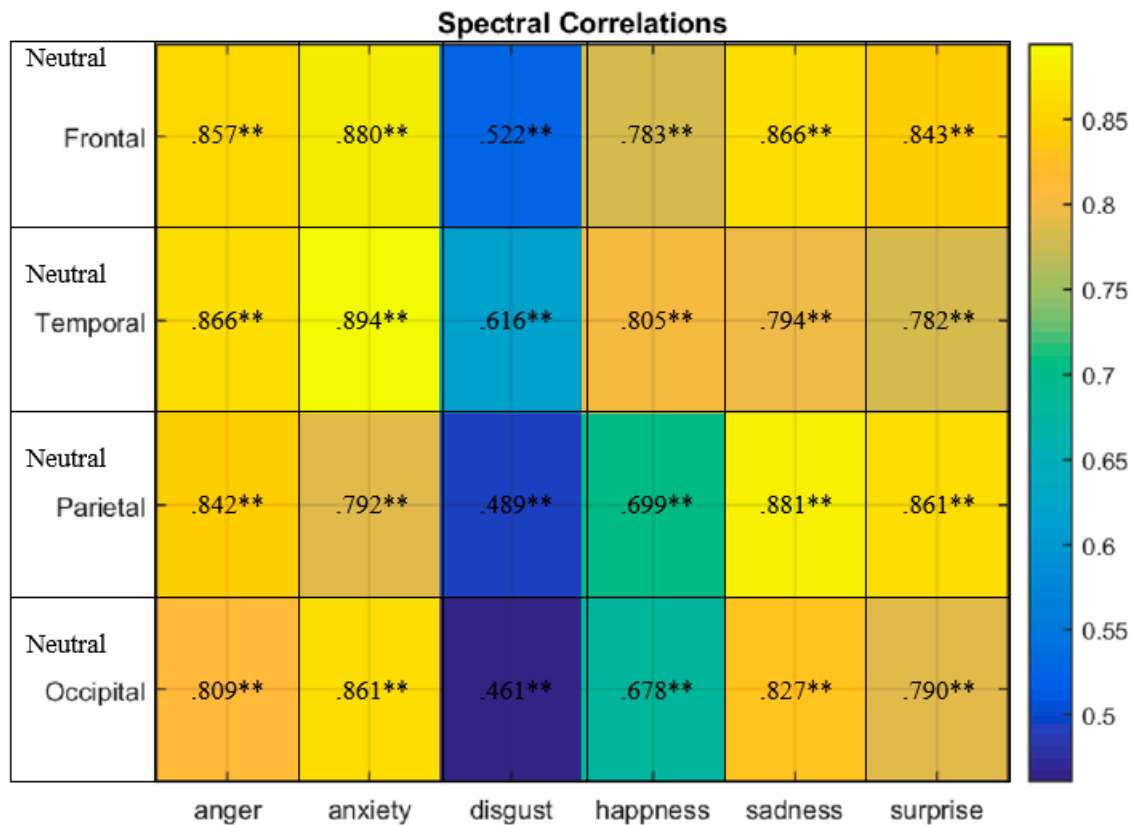 Spectral Correlations
Neutral
Frontal .857** .880** .522** .783** .866** .843**
Neutral
Temporal .866** .894** .616** .805** .794** .782**
Neutral
Parietal .842** .792** .489** .699** .881** .861**
Neutral
Occipital .809** .861** .461** .678** .827** .790**
anger anxiety disgust happness sadness surprise
0.85
0.8
0.75
0.7
0.65
0.6
0.55
0.5